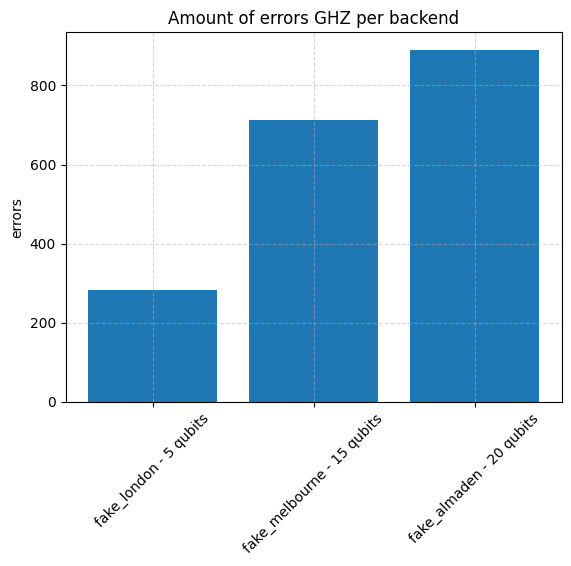 Amount of errors GHZ per backend
errors
800
600
400
200
0
fake_london - 5 qubits
fake_melbourne - 15 qubits
fake_almaden - 20 qubits